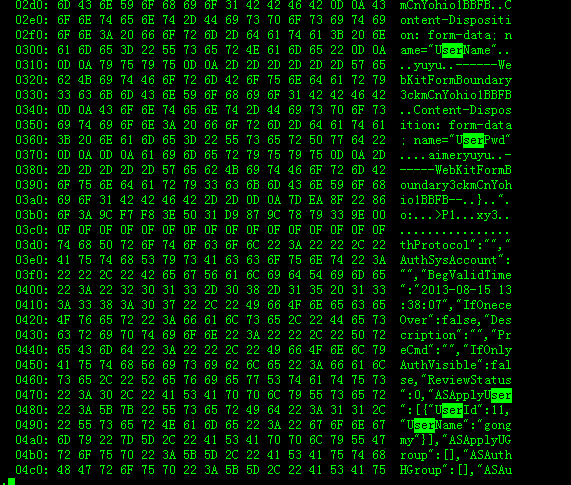 02d0: 6D 43 6E 59 6F 68 69 6F 31 42 42 46 42 0D 0A 43 mCnYohio1BBFB..C
02e0: 6F 6E 74 65 6E 74 2D 44 69 73 70 6F 73 69 74 69 ontent-Dispositi
02f0: 6F 6E 3A 20 66 6F 72 6D 2D 64 61 74 61 3B 20 6E on: form-data; n
0300: 61 6D 65 3D 22 55 73 65 72 4E 61 6D 65 22 0D 0A ame="UserName"..
0310: 0D 0A 79 75 79 75 0D 0A 2D 2D 2D 2D 2D 2D 57 65 ..yuyu..------We
0320: 62 4B 69 74 46 6F 72 6D 42 6F 75 6E 64 61 72 79 bKitFormBoundary
0330: 33 63 6B 6D 43 6E 59 6F 68 69 6F 31 42 42 46 42 3ckmCnYohio1BBFB
0340: 0D 0A 43 6F 6E 74 65 6E 74 2D 44 69 73 70 6F 73 ..Content-Dispos
0350: 69 74 69 6F 6E 3A 20 66 6F 72 6D 2D 64 61 74 61 ition: form-data
0360: 3B 20 6E 61 6D 65 3D 22 55 73 65 72 50 77 64 22 ; name="UserPwd"
0370: 0D 0A 0D 0A 61 69 6D 65 72 79 75 79 75 0D 0A 2D ....aimeryuyu..-
0380: 2D 2D 2D 2D 2D 57 65 62 4B 69 74 46 6F 72 6D 42 -----WebKitFormB
0390: 6F 75 6E 64 61 72 79 33 63 6B 6D 43 6E 59 6F 68 oundary3ckmCnYoh
03a0: 69 6F 31 42 42 46 42 2D 2D 0D 0A 7D EA 8F 22 86 io1BBFB--..}..".
03b0: 6F 3A 9C F7 F8 3E 50 31 D9 87 9C 78 79 33 9E 00 o:...>P1...xy3..
03c0: 0F 0F 0F 0F 0F 0F 0F 0F 0F 0F 0F 0F 0F 0F 0F 0F ................
03d0: 74 68 50 72 6F 74 6F 63 6F 6C 22 3A 22 22 2C 22 thProtocol":"","
03e0: 41 75 74 68 53 79 73 41 63 63 6F 75 6E 74 22 3A AuthSysAccount":
03f0: 22 22 2C 22 42 65 67 56 61 6C 69 64 54 69 6D 65 "","BegValidTime
0400: 22 3A 22 32 30 31 33 2D 30 38 2D 31 35 20 31 33 ":"2013-08-15 13
0410: 3A 33 38 3A 30 37 22 2C 22 49 66 4F 6E 65 63 65 :38:07","IfOnece
0420: 4F 76 65 72 22 3A 66 61 6C 73 65 2C 22 44 65 73 Over":false,"Des
0430: 63 72 69 70 74 69 6F 6E 22 3A 22 22 2C 22 50 72 cription":"","Pr
0440: 65 43 6D 64 22 3A 22 22 2C 22 49 66 4F 6E 6C 79 eCmd":"","IfOnly
0450: 41 75 74 68 56 69 73 69 62 6C 65 22 3A 66 61 6C AuthVisible":fal
0460: 73 65 2C 22 52 65 76 69 65 77 53 74 61 74 75 73 se,"ReviewStatus
0470: 22 3A 30 2C 22 41 53 41 70 70 6C 79 55 73 65 72 ":0,"ASApplyUser
0480: 22 3A 5B 7B 22 55 73 65 72 49 64 22 3A 31 31 2C ":[{"UserId":11,
0490: 22 55 73 65 72 4E 61 6D 65 22 3A 22 67 6F 6E 67 "UserName":"gong
04a0: 6D 79 22 7D 5D 2C 22 41 53 41 70 70 6C 79 55 47 my"}],"ASApplyUG
04b0: 72 6F 75 70 22 3A 5B 5D 2C 22 41 53 41 75 74 68 roup":[],"ASAuth
04c0: 48 47 72 6F 75 70 22 3A 5B 5D 2C 22 41 53 41 75 HGroup":[],"ASAu